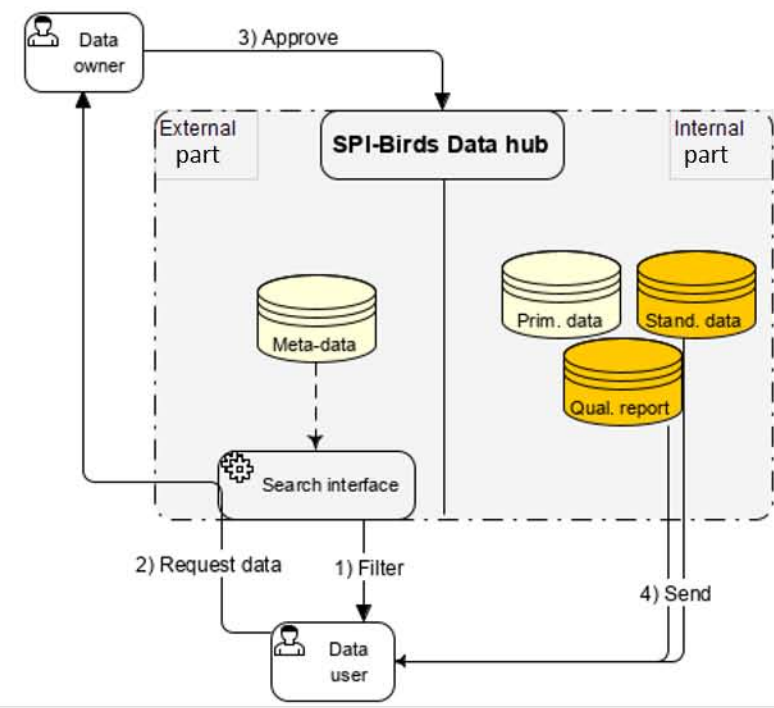 Data
owner
3) Approve
External
part
SPI-Birds Data hub
Internal
part
Prim. data
Stand. data
Meta-data
Qual. report
Search interface
2) Request data
1) Filter
4) Send
Data
user